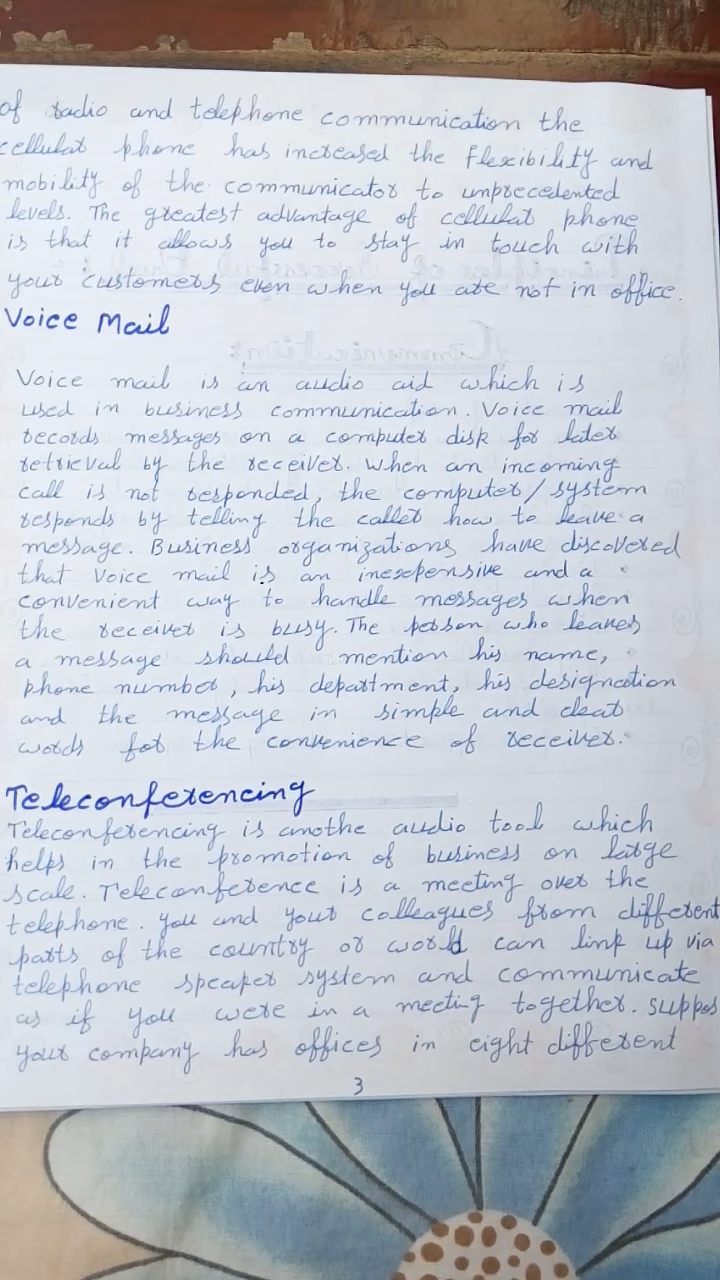 of radio and telephone communication the
cellular phone has increased the flexibility and
mobility of the communicator to unprecedented
levels. The greatest advantage of cellular phone
is that it allows you to stay in touch with
your customers even when you are not in office.
Voice Mail
Voice mail is an audio aid which is
used in business communication. Voice mail
records messages on a computer disk for later
retrieval by the receiver. When an incoming
call is not responded, the computer/system
responds by telling the caller how to leave a
message. Business organizations have discovered
that voice mail is an inexepensive and a
convenient way to handle messages when
the receiver is busy. The person who leaves
a message should mention his name,
phone number, his department, his designation
and the message in simple and clear
words for the convenience of receiver.
Teleconferencing
Teleconferencing is anothe audio tool which
helps in the promotion of business on large
scale. Teleconference is a meeting over the
telephone. you and your colleagues from different
parts of the country or world can link up via
telephone speaper system and communicate
as if you were in a meeting together. suppos
your company has offices in eight different
3